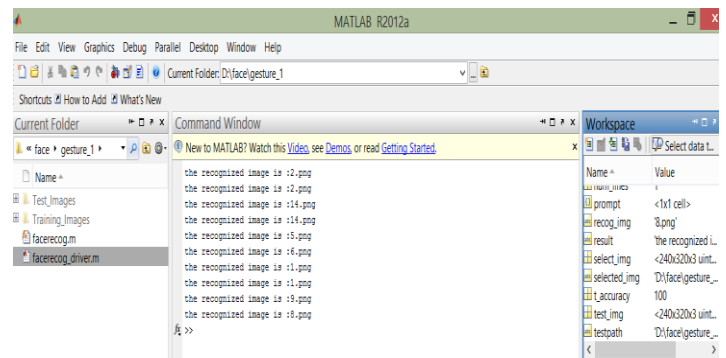 MATLAB R2012a
File Edit View Graphics Debug Parallel Desktop Window Help
Current Folder: D:\face\gesture_1
Shortcuts How to Add What's New
Current Folder
« face ▸ gesture_1 ▸
Name
Test_Images
Training_Images
facerecog.m
facerecog_driver.m
Command Window
New to MATLAB? Watch this Video, see Demos, or read Getting Started.
the recognized image is :2.png
the recognized image is :2.png
the recognized image is :14.png
the recognized image is :14.png
the recognized image is :5.png
the recognized image is :6.png
the recognized image is :1.png
the recognized image is :1.png
the recognized image is :9.png
the recognized image is :8.png
fx >>
Workspace
Select data t...
Name Value
prompt <1x1 cell>
recog_img '8.png'
result 'the recognized i...
select_img <240x320x3 uint...
selected_img 'D:\face\gesture_...
t_accuracy 100
test_img <240x320x3 uint...
testpath 'D:\face\gesture_...